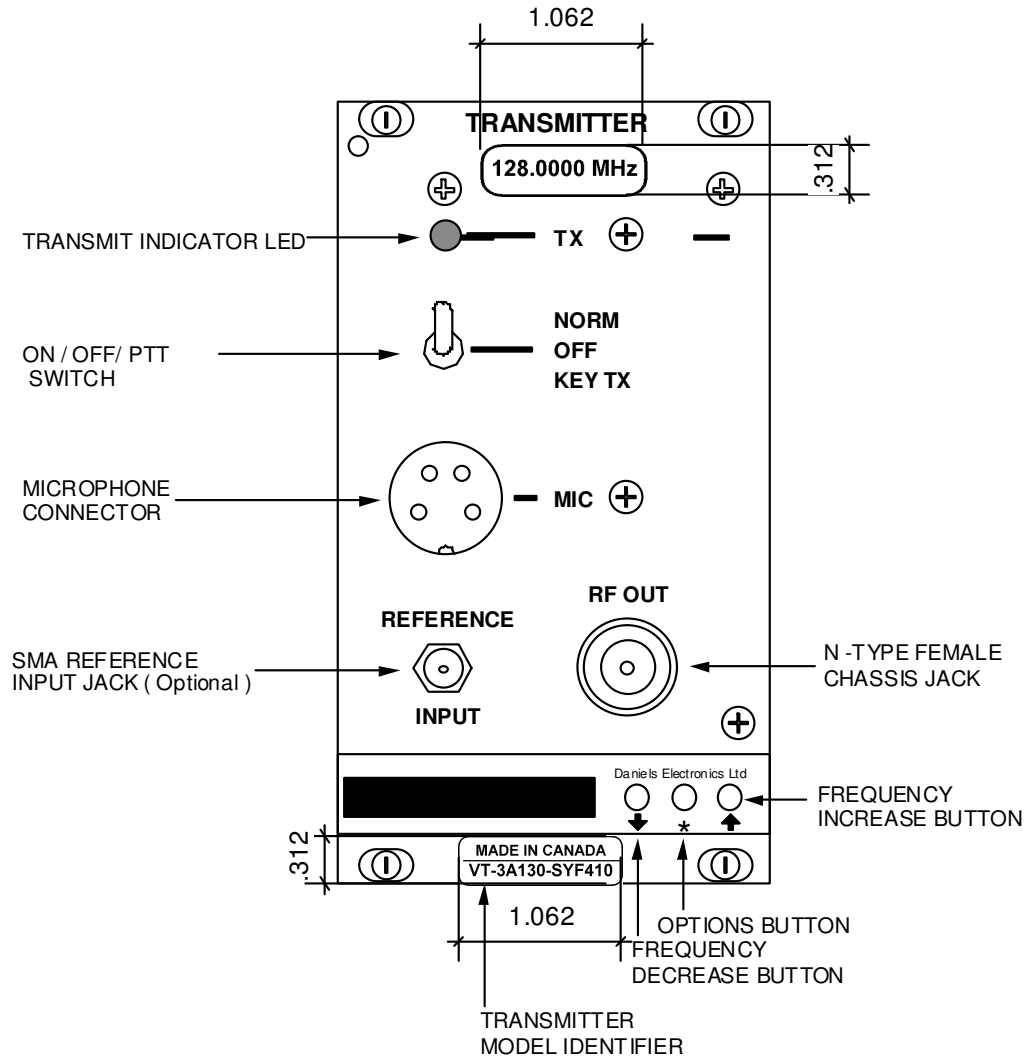 1.062
TRANSMITTER
128.0000 MHz
.312
TRANSMIT INDICATOR LED
TX
ON / OFF/ PTT
SWITCH
NORM
OFF
KEY TX
MICROPHONE
CONNECTOR
MIC
RF OUT
REFERENCE
INPUT
SMA REFERENCE
INPUT JACK ( Optional )
N -TYPE FEMALE
CHASSIS JACK
Daniels Electronics Ltd
*
FREQUENCY
INCREASE BUTTON
.312
MADE IN CANADA
VT-3A130-SYF410
1.062
OPTIONS BUTTON
FREQUENCY
DECREASE BUTTON
TRANSMITTER
MODEL IDENTIFIER